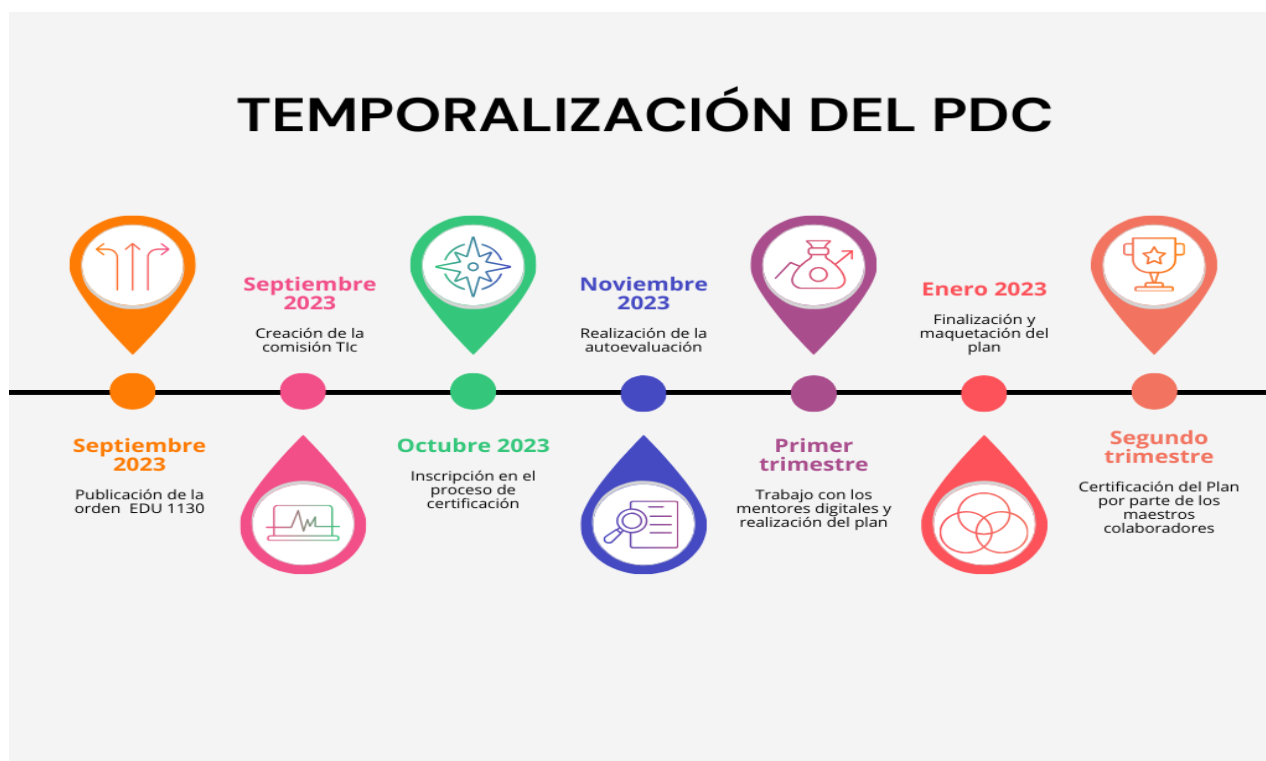 TEMPORALIZACIÓN DEL PDC
Septiembre
2023
Publicación de la
orden  EDU 1130
Septiembre
2023
Creación de la
comisión TIc
Octubre 2023
Inscripción en el
proceso de
certificación
Noviembre
2023
Realización de la
autoevaluación
Primer
trimestre
Trabajo con los
mentores digitales y
realización del plan
Enero 2023
Finalización y
maquetación del
plan
Segundo
trimestre
Certificación del Plan
por parte de los
maestros
colaboradores